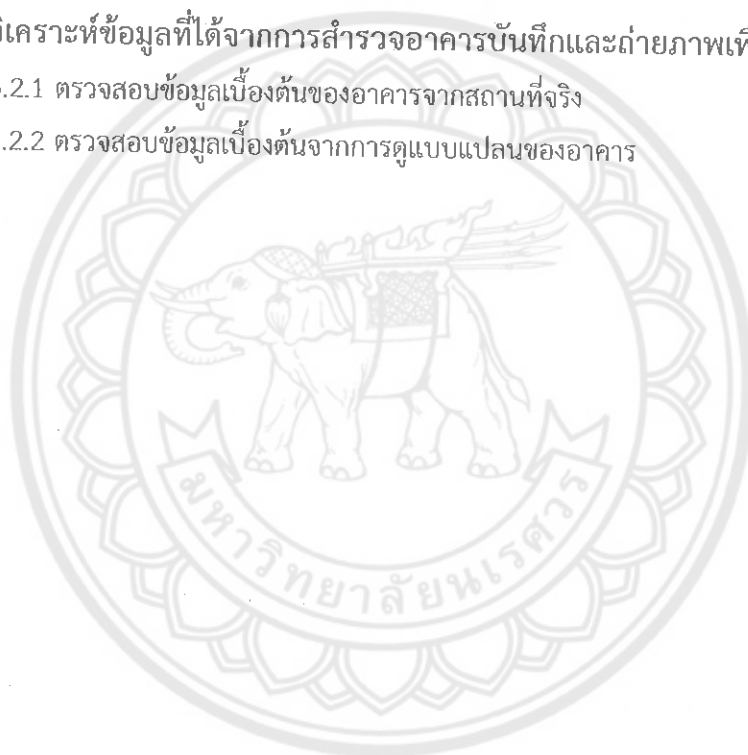 วิเคราะห์ข้อมูลที่ได้จากการสำรวจอาคารบันทึกและถ่ายภาพเพื
.2.1 ตรวจสอบข้อมูลเบื้องต้นของอาคารจากสถานที่จริง
.2.2 ตรวจสอบข้อมูลเบื้องต้นจากการดูแบบแปลนของอาคาร
มหาวิทยาลัยนเรศวร